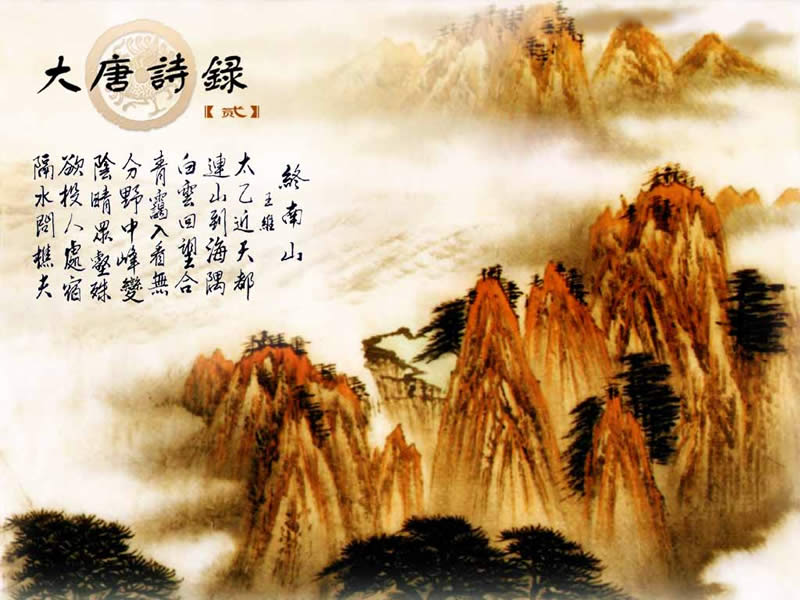 大唐詩録
【贰】
終南山
王維
太乙近天都
連山到海隅
白雲回望合
青靄入看無
分野中峰變
陰晴眾壑殊
欲投人處宿
隔水問樵夫